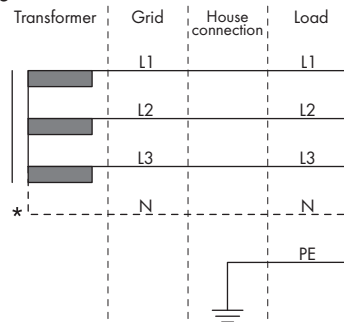 Transformer Grid House connection Load
L1 L1
L2 L2
L3 L3
* N N
PE